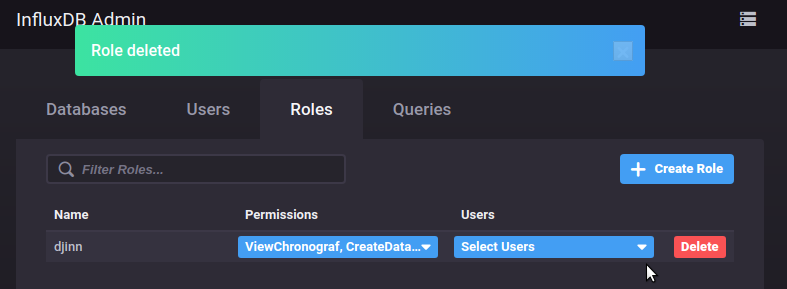 InfluxDB Admin
Role deleted
Databases Users Roles Queries
Filter Roles...
Create Role
Name Permissions Users
djinn ViewChronograf, CreateData... Select Users Delete